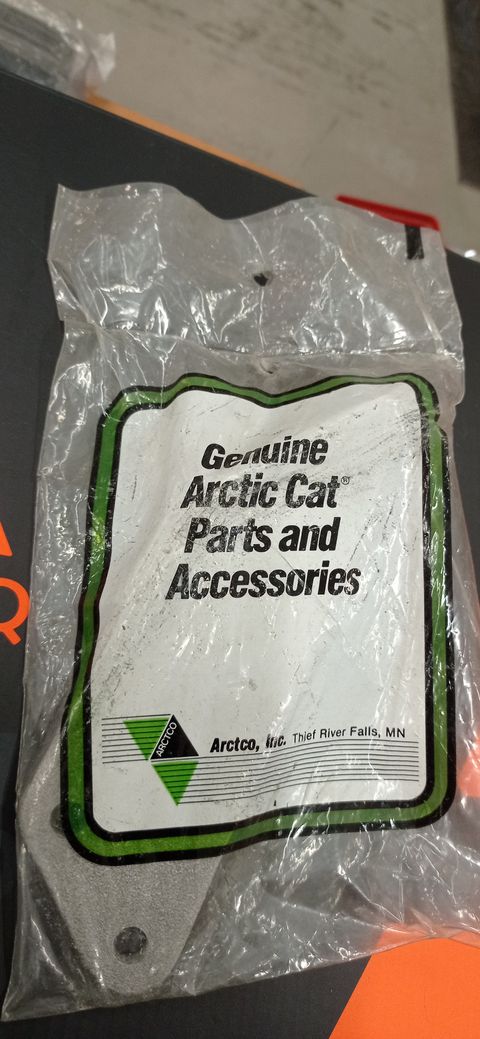 Genuine
Arctic Cat®
Parts and
Accessories
ARCTCO
Arctco, Inc. Thief River Falls, MN